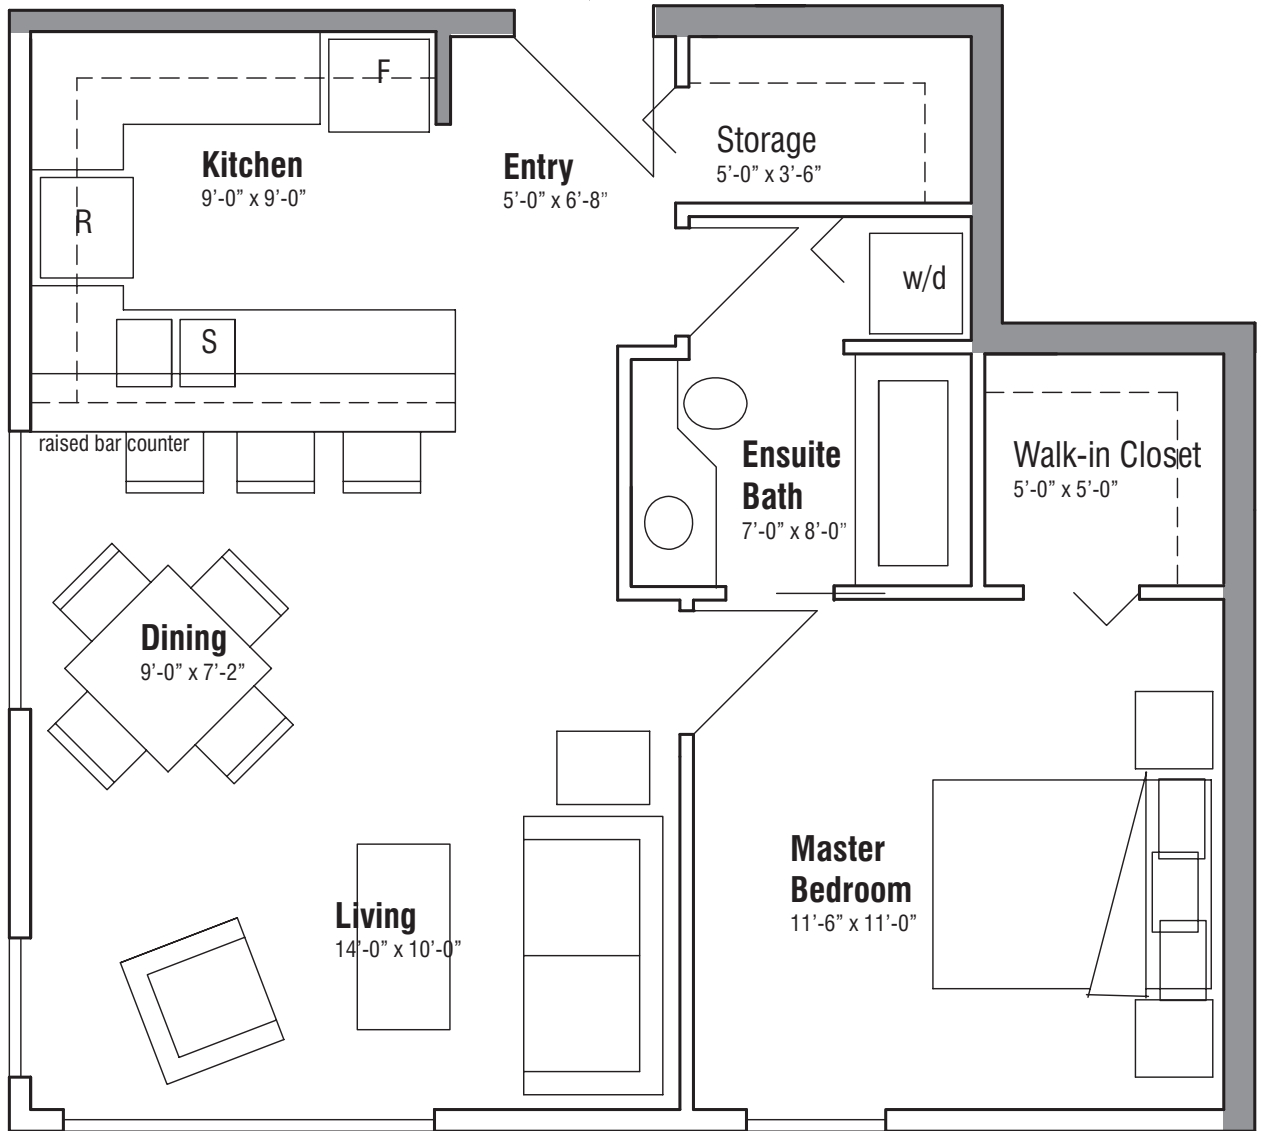 F
Kitchen
9’-0” x 9’-0”
Entry
5’-0” x 6’-8”
Storage
5’-0” x 3’-6”
R
w/d
S
raised bar counter
Ensuite
Bath
7’-0” x 8’-0”
Walk-in Closet
5’-0” x 5’-0”
Dining
9’-0” x 7’-2”
Living
14’-0” x 10’-0”
Master
Bedroom
11’-6” x 11’-0”